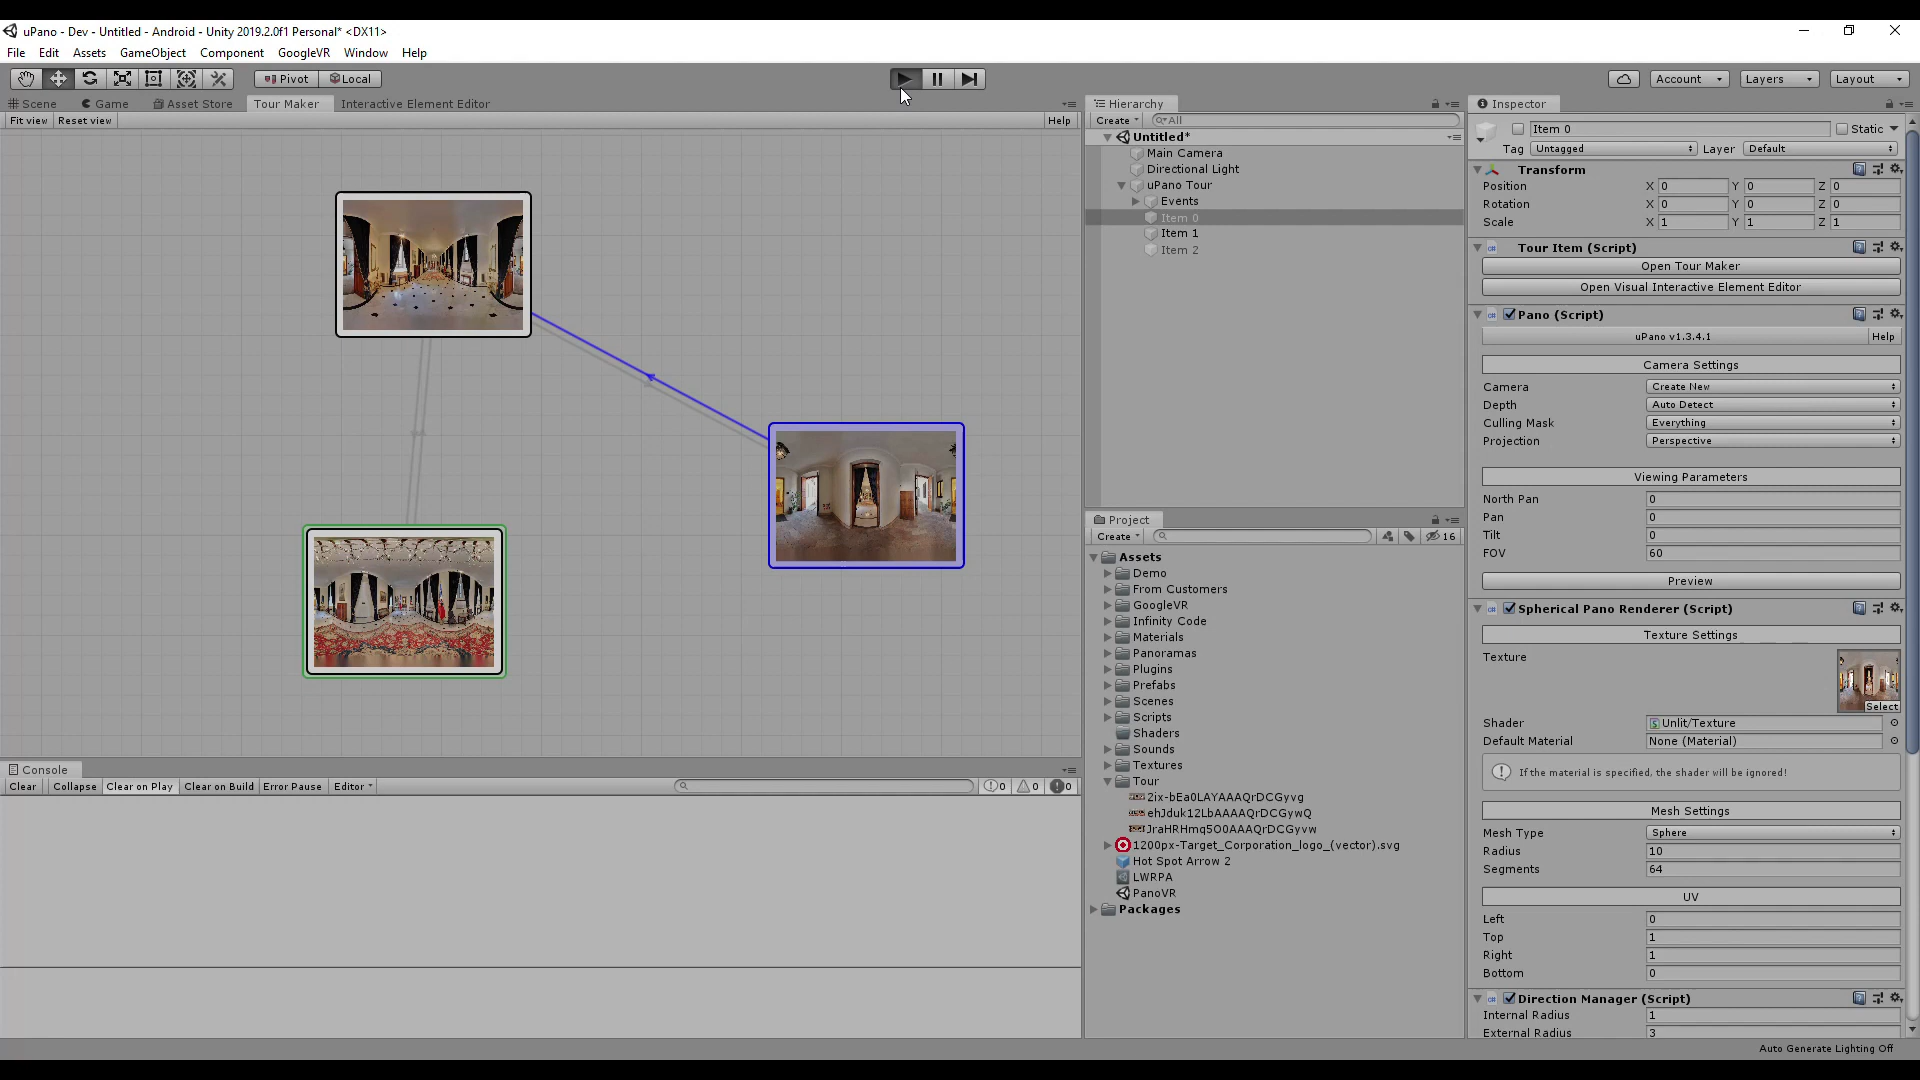 uPano - Dev - Untitled - Android - Unity 2019.2.0f1 Personal* <DX11>
File Edit Assets GameObject Component GoogleVR Window Help
Pivot Local Account Layers Layout
Scene Game Asset Store Tour Maker Interactive Element Editor
Fit view Reset view Help
Hierarchy
Create All
Untitled*
Main Camera
Directional Light
uPano Tour
Events
Item 0
Item 1
Item 2
Project
Create 16
Assets
Demo
From Customers
GoogleVR
Infinity Code
Materials
Panoramas
Plugins
Prefabs
Scenes
Scripts
Shaders
Sounds
Textures
Tour
2ix-bEa0LAYAAAQrDCGyvg
ehJduk12LbAAAAQrDCGywQ
JraHRHmq5O0AAAQrDCGyvw
1200px-Target_Corporation_logo_(vector).svg
Hot Spot Arrow 2
LWRPA
PanoVR
Packages
Inspector
Item 0 Static
Tag Untagged Layer Default
Transform
Position X 0 Y 0 Z 0
Rotation X 0 Y 0 Z 0
Scale X 1 Y 1 Z 1
Tour Item (Script)
Open Tour Maker
Open Visual Interactive Element Editor
Pano (Script)
uPano v1.3.4.1 Help
Camera Settings
Camera Create New
Depth Auto Detect
Culling Mask Everything
Projection Perspective
Viewing Parameters
North Pan 0
Pan 0
Tilt 0
FOV 60
Preview
Spherical Pano Renderer (Script)
Texture Settings
Texture
Select
Shader Unlit/Texture
Default Material None (Material)
If the material is specified, the shader will be ignored!
Mesh Settings
Mesh Type Sphere
Radius 10
Segments 64
UV
Left 0
Top 1
Right 1
Bottom 0
Direction Manager (Script)
Internal Radius 1
External Radius 3
Console
Clear Collapse Clear on Play Clear on Build Error Pause Editor 0 0 0
Auto Generate Lighting Off